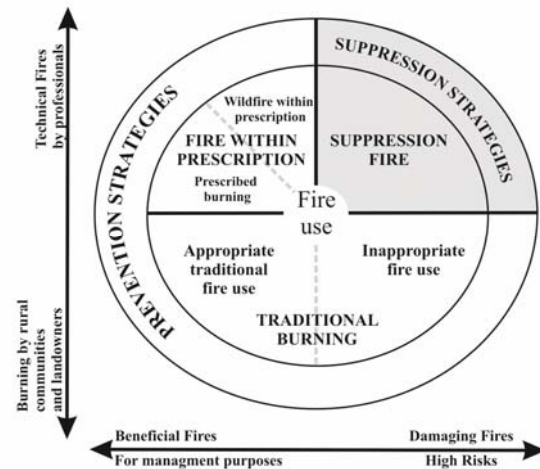 Technical Fires
by professionals
Burning by rural
communities
and landowners
PREVENTION STRATEGIES
SUPPRESSION STRATEGIES
Wildfire within
prescription
FIRE WITHIN
PRESCRIPTION
Prescribed
burning
SUPPRESSION
FIRE
Fire
use
Appropriate
traditional
fire use
Inappropriate
fire use
TRADITIONAL
BURNING
Beneficial Fires
Damaging Fires
For managment purposes
High Risks